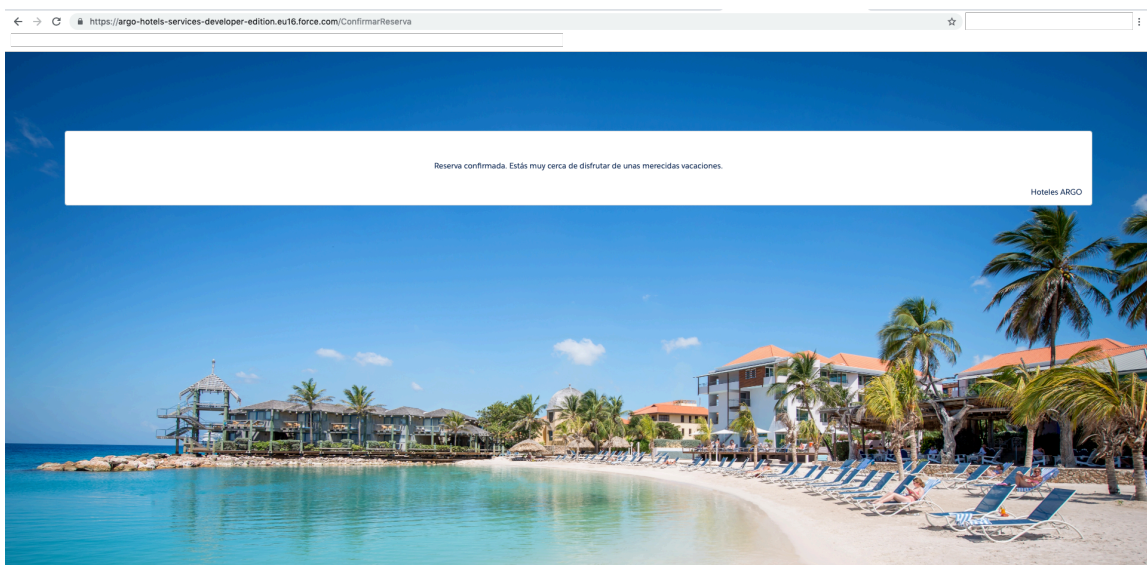 https://argo-hotels-services-developer-edition.eu16.force.com/ConfirmarReserva
Reserva confirmada. Estás muy cerca de disfrutar de unas merecidas vacaciones.
Hoteles ARGO